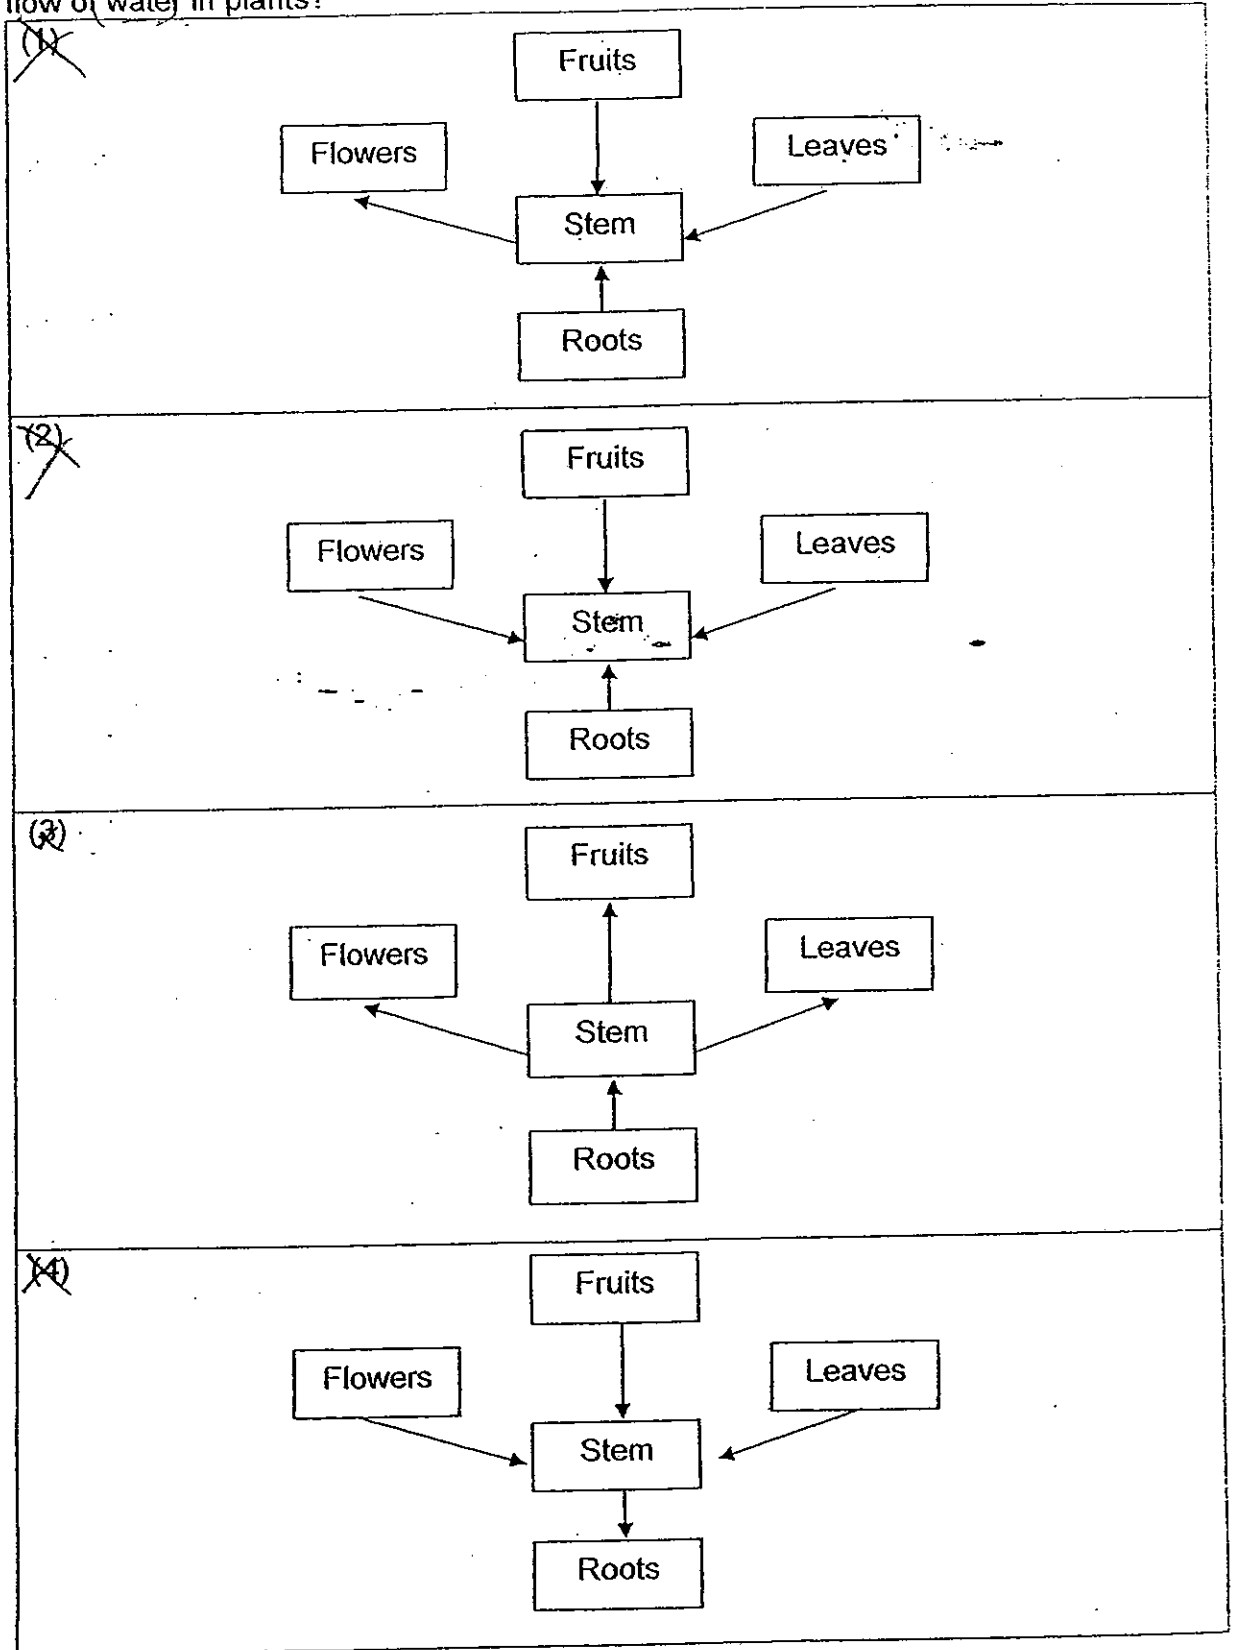 flow of water in plants?
(1)
Fruits
Flowers
Leaves
Stem
Roots
(2)
Fruits
Flowers
Leaves
Stem
Roots
(3)
Fruits
Flowers
Leaves
Stem
Roots
(4)
Fruits
Flowers
Leaves
Stem
Roots